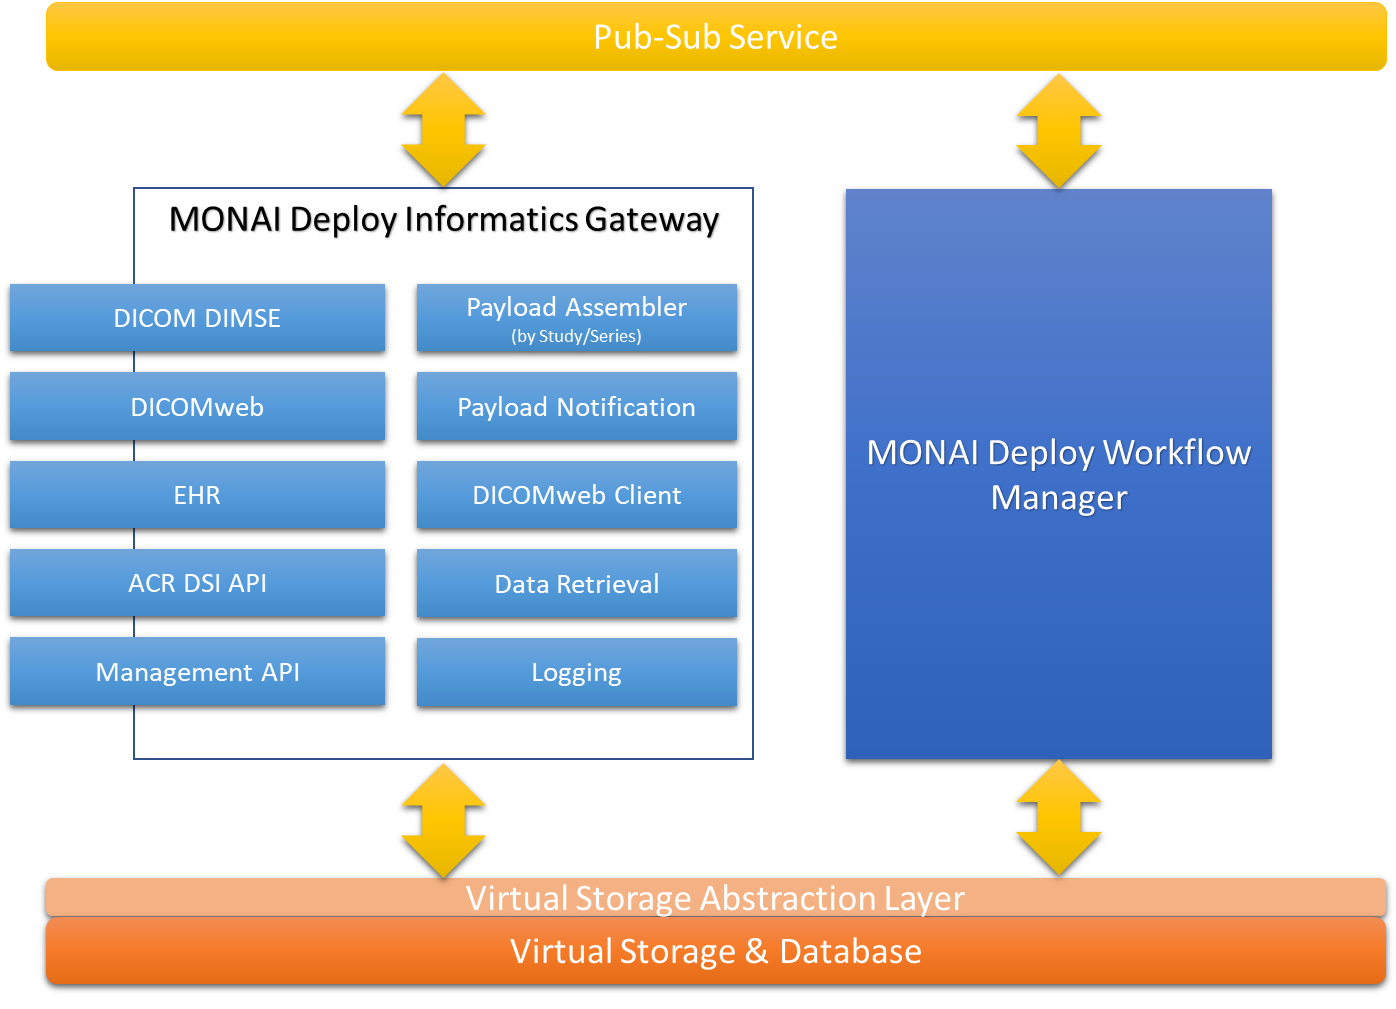 Pub-Sub Service
MONAI Deploy Informatics Gateway
DICOM DIMSE
DICOMweb
EHR
ACR DSI API
Management API
Payload Assembler
(by Study/Series)
Payload Notification
DICOMweb Client
Data Retrieval
Logging
MONAI Deploy Workflow
Manager
Virtual Storage Abstraction Layer
Virtual Storage & Database